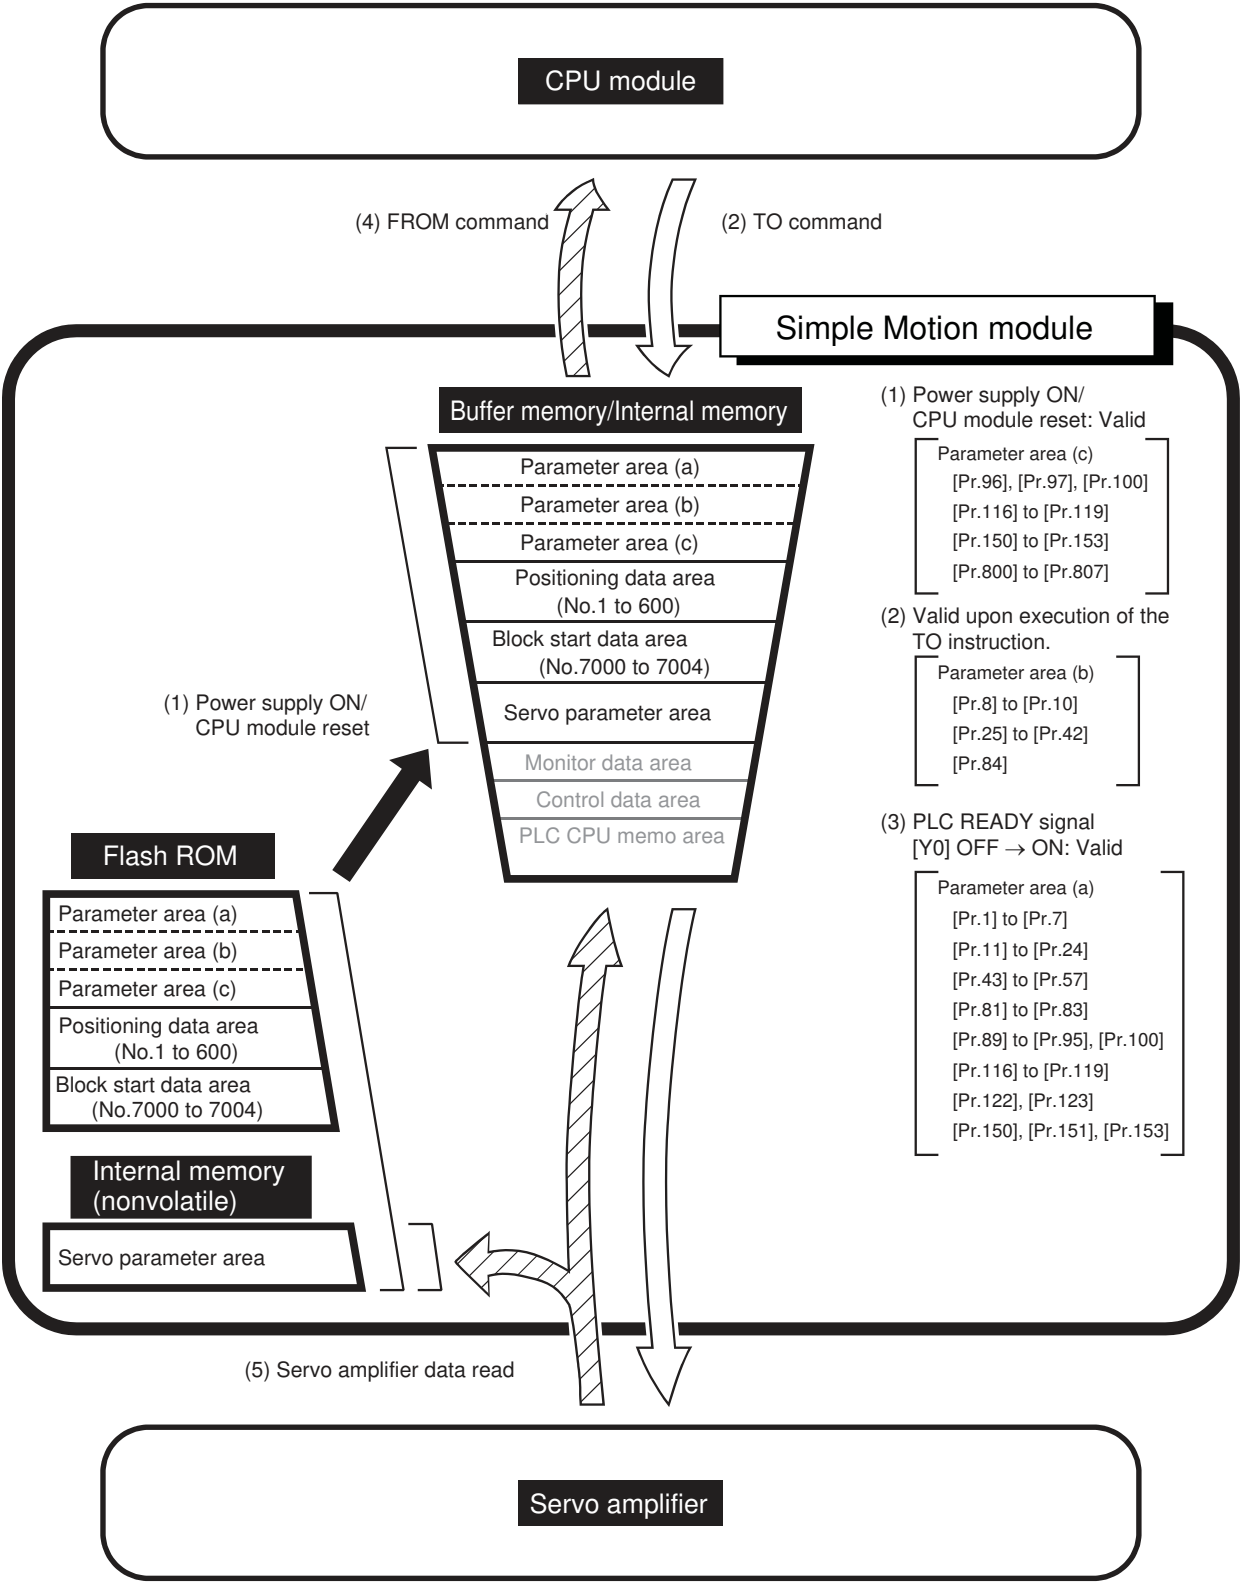 CPU module
(4) FROM command
(2) TO command
Simple Motion module
Buffer memory/Internal memory
Parameter area (a)
Parameter area (b)
Parameter area (c)
Positioning data area
(No.1 to 600)
Block start data area
(No.7000 to 7004)
Servo parameter area
Monitor data area
Control data area
PLC CPU memo area
(1) Power supply ON/
CPU module reset: Valid
Parameter area (c)
[Pr.96], [Pr.97], [Pr.100]
[Pr.116] to [Pr.119]
[Pr.150] to [Pr.153]
[Pr.800] to [Pr.807]
(2) Valid upon execution of the
TO instruction.
Parameter area (b)
[Pr.8] to [Pr.10]
[Pr.25] to [Pr.42]
[Pr.84]
(3) PLC READY signal
[Y0] OFF → ON: Valid
Parameter area (a)
[Pr.1] to [Pr.7]
[Pr.11] to [Pr.24]
[Pr.43] to [Pr.57]
[Pr.81] to [Pr.83]
[Pr.89] to [Pr.95], [Pr.100]
[Pr.116] to [Pr.119]
[Pr.122], [Pr.123]
[Pr.150], [Pr.151], [Pr.153]
(1) Power supply ON/
CPU module reset
Flash ROM
Parameter area (a)
Parameter area (b)
Parameter area (c)
Positioning data area
(No.1 to 600)
Block start data area
(No.7000 to 7004)
Internal memory
(nonvolatile)
Servo parameter area
(5) Servo amplifier data read
Servo amplifier